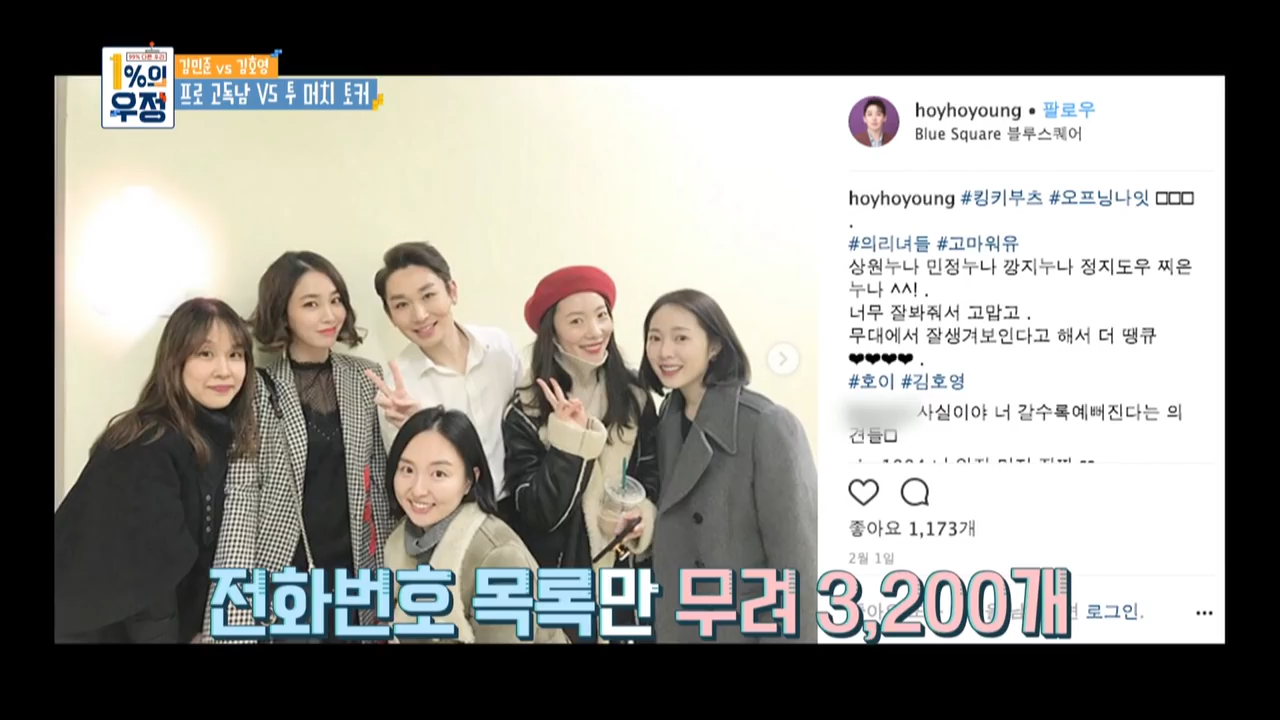 99% 다른 우리
1%의
우정
김민준 vs 김호영
프로 고독남 VS 투 머치 토커
hoyhoyoung • 팔로우
Blue Square 블루스퀘어
hoyhoyoung #킹키부츠 #오프닝나잇 □□□
.
#의리녀들 #고마워유
상원누나 민정누나 깡지누나 정지도우 찌은
누나 ^^! .
너무 잘봐줘서 고맙고 .
무대에서 잘생겨보인다고 해서 더 땡큐
❤❤❤❤ .
#호이 #김호영
사실이야 너 갈수록예뻐진다는 의
견들□
좋아요 1,173개
2월 1일
로그인.
전화번호 목록만 무려 3,200개